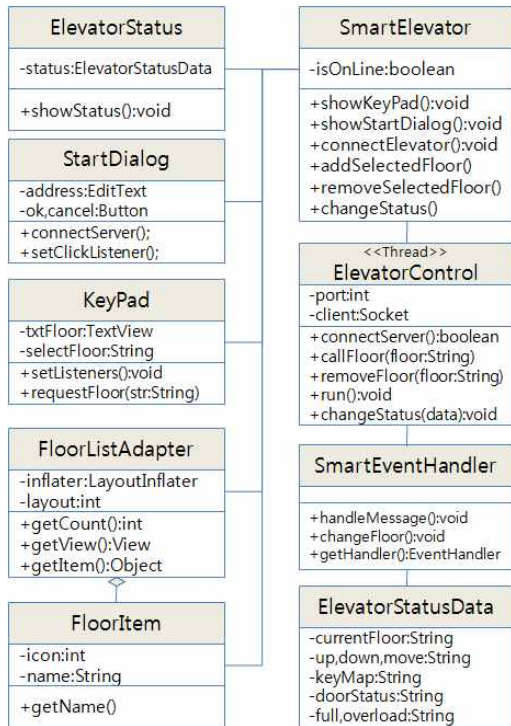 ElevatorStatus
-status:ElevatorStatusData
+showStatus():void
StartDialog
-address:EditText
-ok,cancel:Button
+connectServer();
+setClickListener();
KeyPad
-txtFloor:TextView
-selectFloor:String
+setListeners():void
+requestFloor(str:String)
FloorListAdapter
-inflater:LayoutInflater
-layout:int
+getCount():int
+getView():View
+getItem():Object
FloorItem
-icon:int
-name:String
+getName()
SmartElevator
-isOnLine:boolean
+showKeyPad():void
+showStartDialog():void
+connectElevator():void
+addSelectedFloor()
+removeSelectedFloor()
+changeStatus()
<<Thread>>
ElevatorControl
-port:int
-client:Socket
+connectServer():boolean
+callFloor(floor:String)
+removeFloor(floor:String)
+run():void
+changeStatus(data):void
SmartEventHandler
+handleMessage():void
+changeFloor():void
+getHandler():EventHandler
ElevatorStatusData
-currentFloor:String
-up,down,move:String
-keyMap:String
-doorStatus:String
-full,overload:String